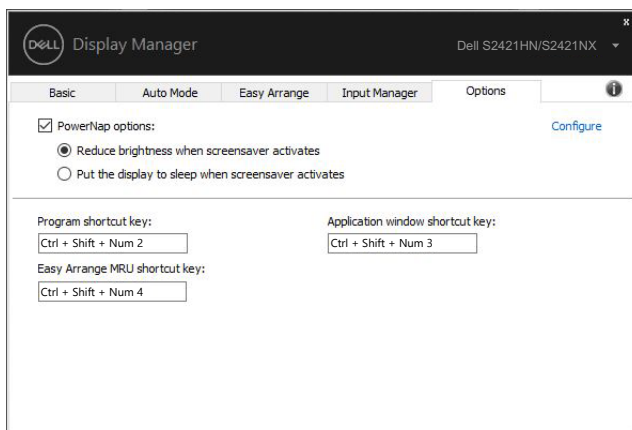 x
DELL Display Manager Dell S2421HN/S2421NX
Basic Auto Mode Easy Arrange Input Manager Options i
PowerNap options: Configure
Reduce brightness when screensaver activates
Put the display to sleep when screensaver activates
Program shortcut key: Application window shortcut key:
Ctrl + Shift + Num 2 Ctrl + Shift + Num 3
Easy Arrange MRU shortcut key:
Ctrl + Shift + Num 4